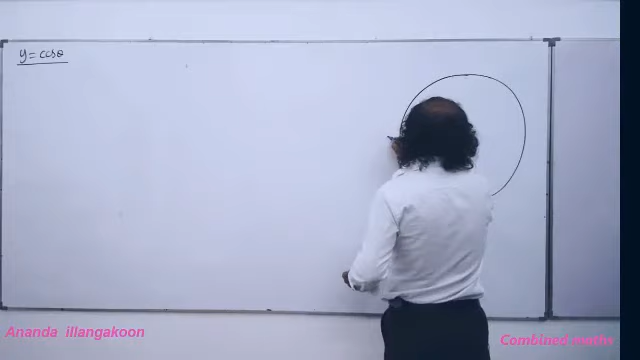 y = cosθ
Ananda illangakoon
Combined maths